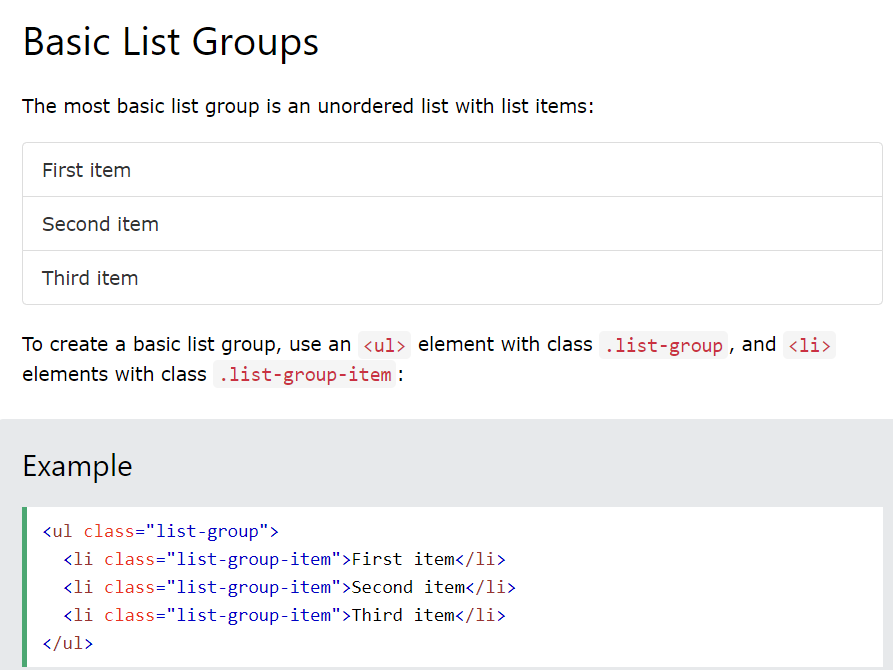 Basic List Groups
The most basic list group is an unordered list with list items:
First item
Second item
Third item
To create a basic list group, use an <ul> element with class .list-group, and <li>
elements with class .list-group-item:
Example
<ul class="list-group">
  <li class="list-group-item">First item</li>
  <li class="list-group-item">Second item</li>
  <li class="list-group-item">Third item</li>
</ul>